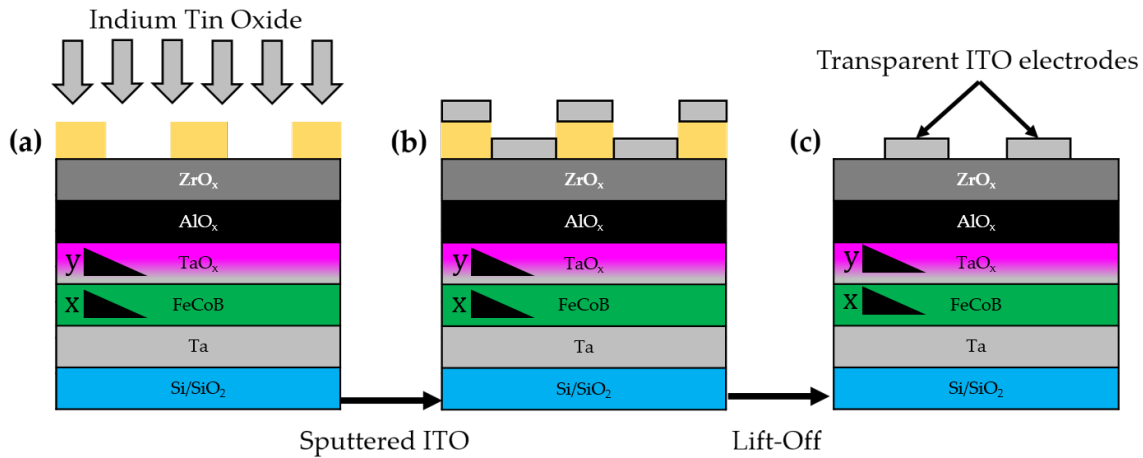 Indium Tin Oxide
(a)
ZrOₓ
AlOₓ
y TaOₓ
x FeCoB
Ta
Si/SiO₂
Sputtered ITO
(b)
ZrOₓ
AlOₓ
y TaOₓ
x FeCoB
Ta
Si/SiO₂
Lift-Off
Transparent ITO electrodes
(c)
ZrOₓ
AlOₓ
y TaOₓ
x FeCoB
Ta
Si/SiO₂